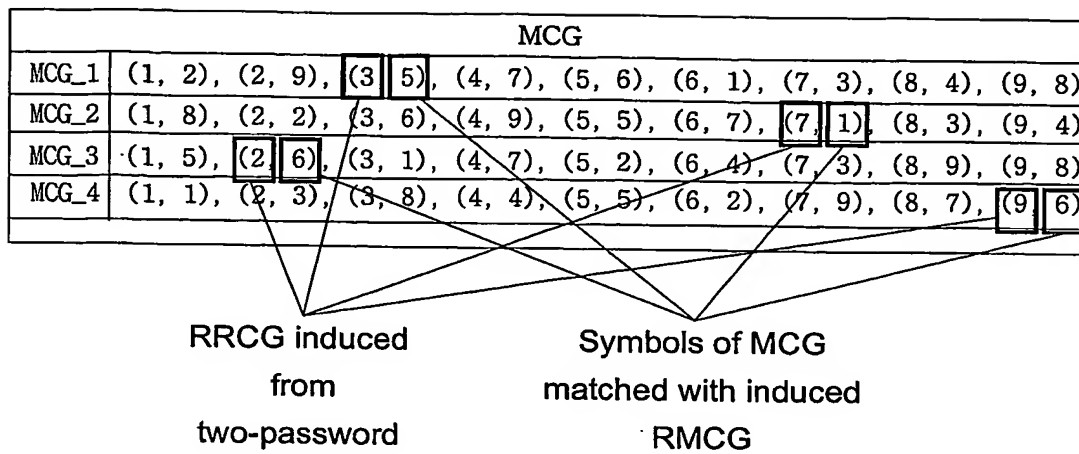 MCG
MCG_1 (1, 2), (2, 9), (3 5), (4, 7), (5, 6), (6, 1), (7, 3), (8, 4), (9, 8)
MCG_2 (1, 8), (2, 2), (3, 6), (4, 9), (5, 5), (6, 7), (7, 1), (8, 3), (9, 4)
MCG_3 (1, 5), (2, 6), (3, 1), (4, 7), (5, 2), (6, 4), (7, 3), (8, 9), (9, 8)
MCG_4 (1, 1), (2, 3), (3, 8), (4, 4), (5, 5), (6, 2), (7, 9), (8, 7), (9 6)
RRCG induced
from
two-password
Symbols of MCG
matched with induced
RMCG